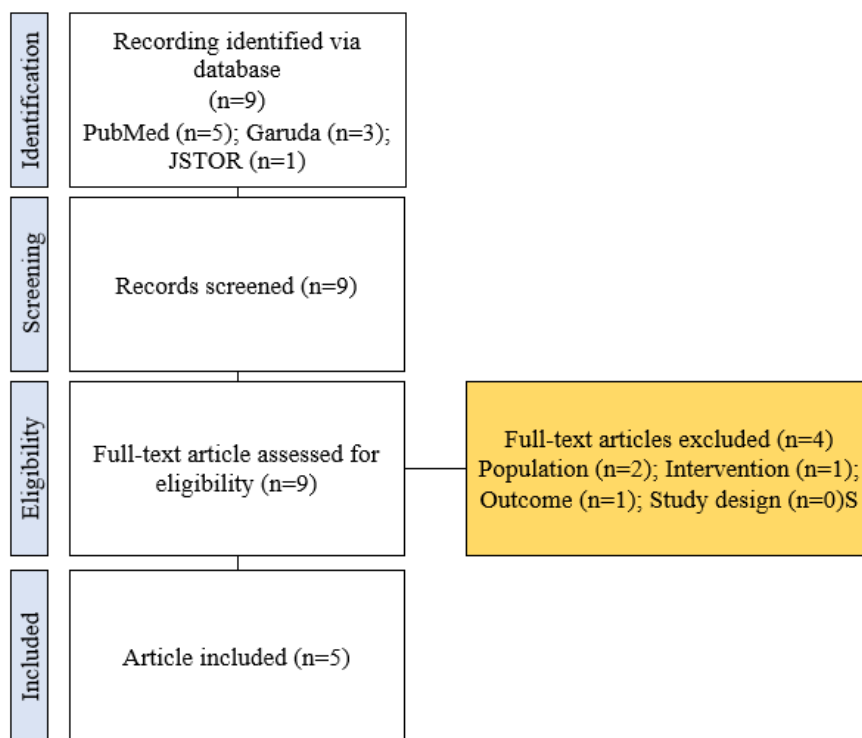 Identification
Recording identified via
database
(n=9)
PubMed (n=5); Garuda (n=3);
JSTOR (n=1)
Screening
Records screened (n=9)
Eligibility
Full-text article assessed for
eligibility (n=9)
Full-text articles excluded (n=4)
Population (n=2); Intervention (n=1);
Outcome (n=1); Study design (n=0)S
Included
Article included (n=5)